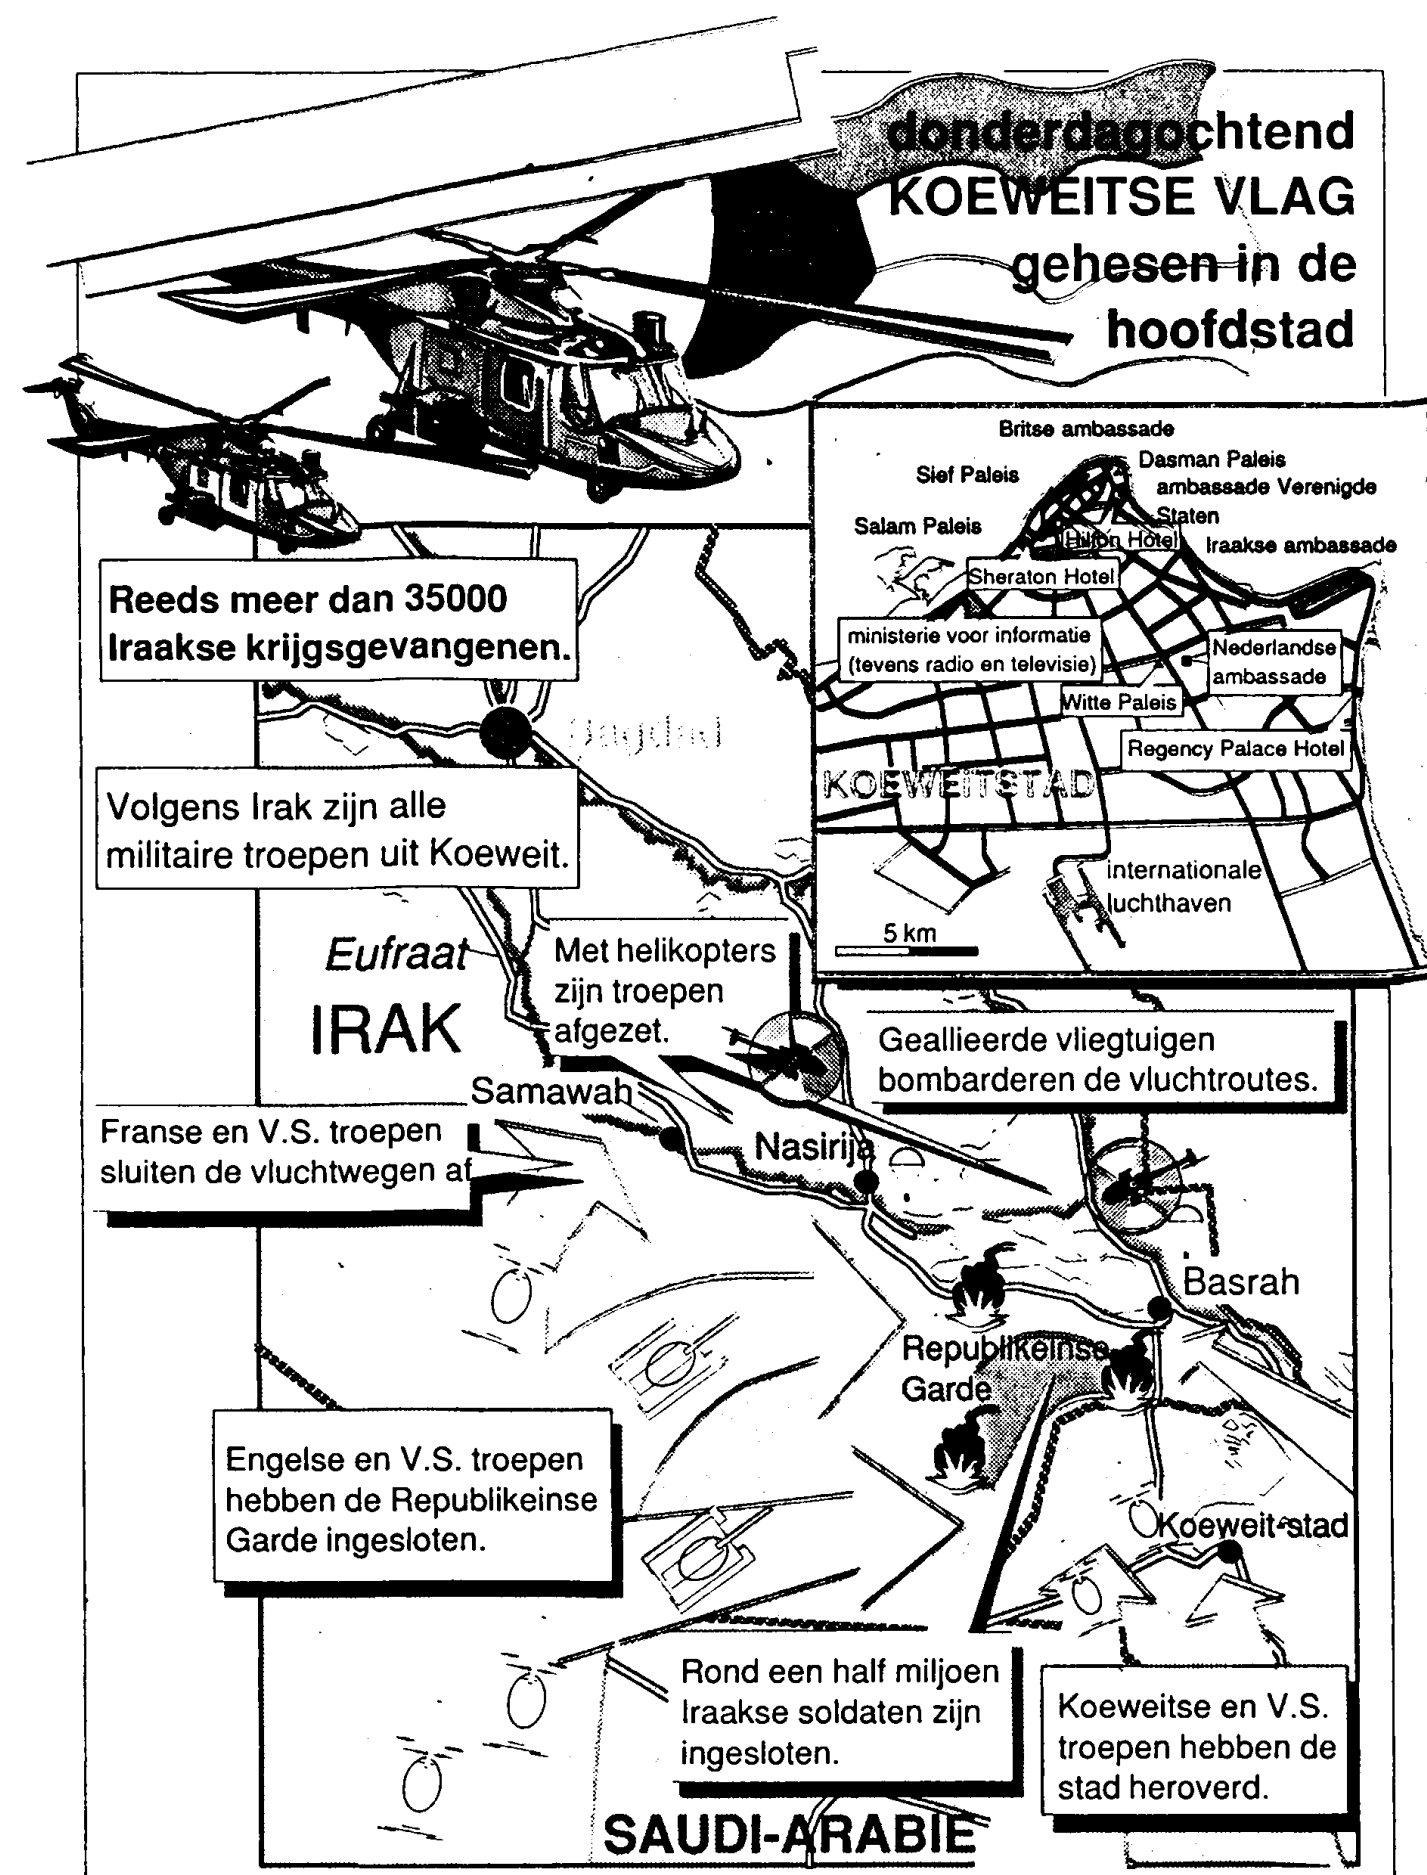 donderdagochtend
KOEWEITSE VLAG
gehesen in de
hoofdstad
Britse ambassade
Sief Paleis
Dasman Paleis
ambassade Verenigde
Staten
Salam Paleis
Hilton Hotel
Iraakse ambassade
Sheraton Hotel
ministerie voor informatie
(tevens radio en televisie)
Nederlandse
ambassade
Witte Paleis
Regency Palace Hotel
KOEWEITSTAD
internationale
luchthaven
5 km
Reeds meer dan 35000
Iraakse krijgsgevangenen.
Bagdad
Volgens Irak zijn alle
militaire troepen uit Koeweit.
Eufraat
IRAK
Met helikopters
zijn troepen
afgezet.
Geallieerde vliegtuigen
bombarderen de vluchtroutes.
Samawah
Franse en V.S. troepen
sluiten de vluchtwegen af
Nasirija
Basrah
Republikeinse
Garde
Engelse en V.S. troepen
hebben de Republikeinse
Garde ingesloten.
Koeweit-stad
Rond een half miljoen
Iraakse soldaten zijn
ingesloten.
Koeweitse en V.S.
troepen hebben de
stad heroverd.
SAUDI-ARABIE